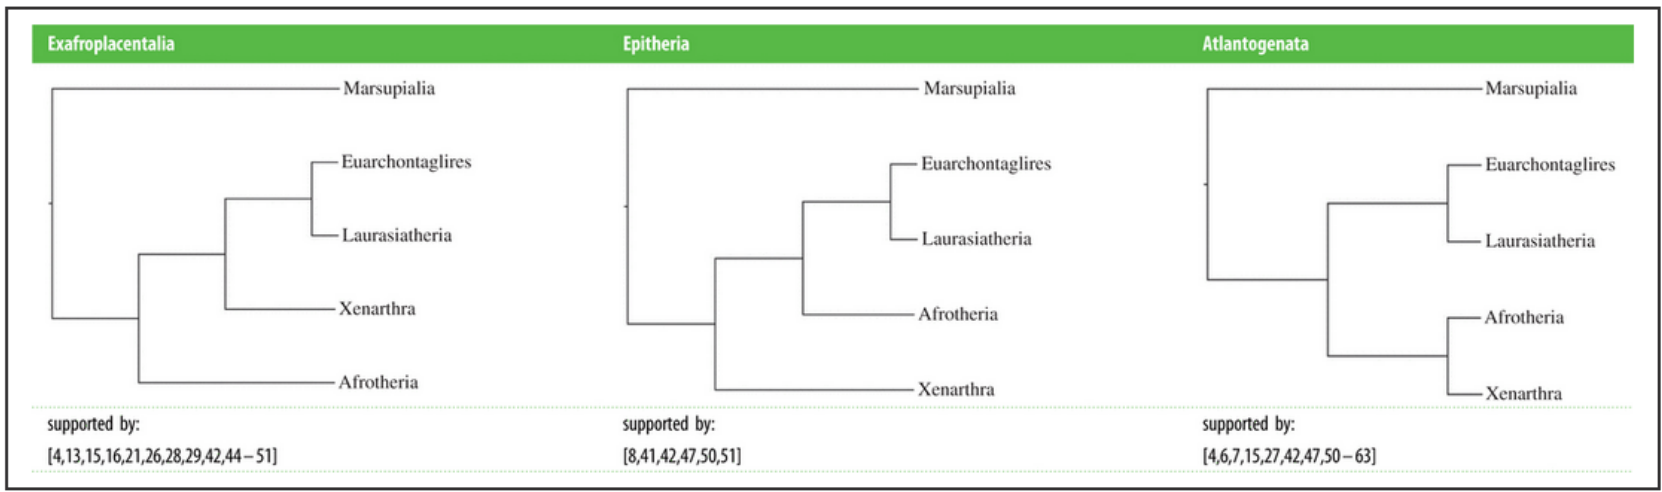 Exafroplacentalia
Epitheria
Atlantogenata
Marsupialia
Euarchontaglires
Laurasiatheria
Xenarthra
Afrotheria
Marsupialia
Euarchontaglires
Laurasiatheria
Afrotheria
Xenarthra
Marsupialia
Euarchontaglires
Laurasiatheria
Afrotheria
Xenarthra
supported by:
[4,13,15,16,21,26,28,29,42,44–51]
supported by:
[8,41,42,47,50,51]
supported by:
[4,6,7,15,27,42,47,50–63]